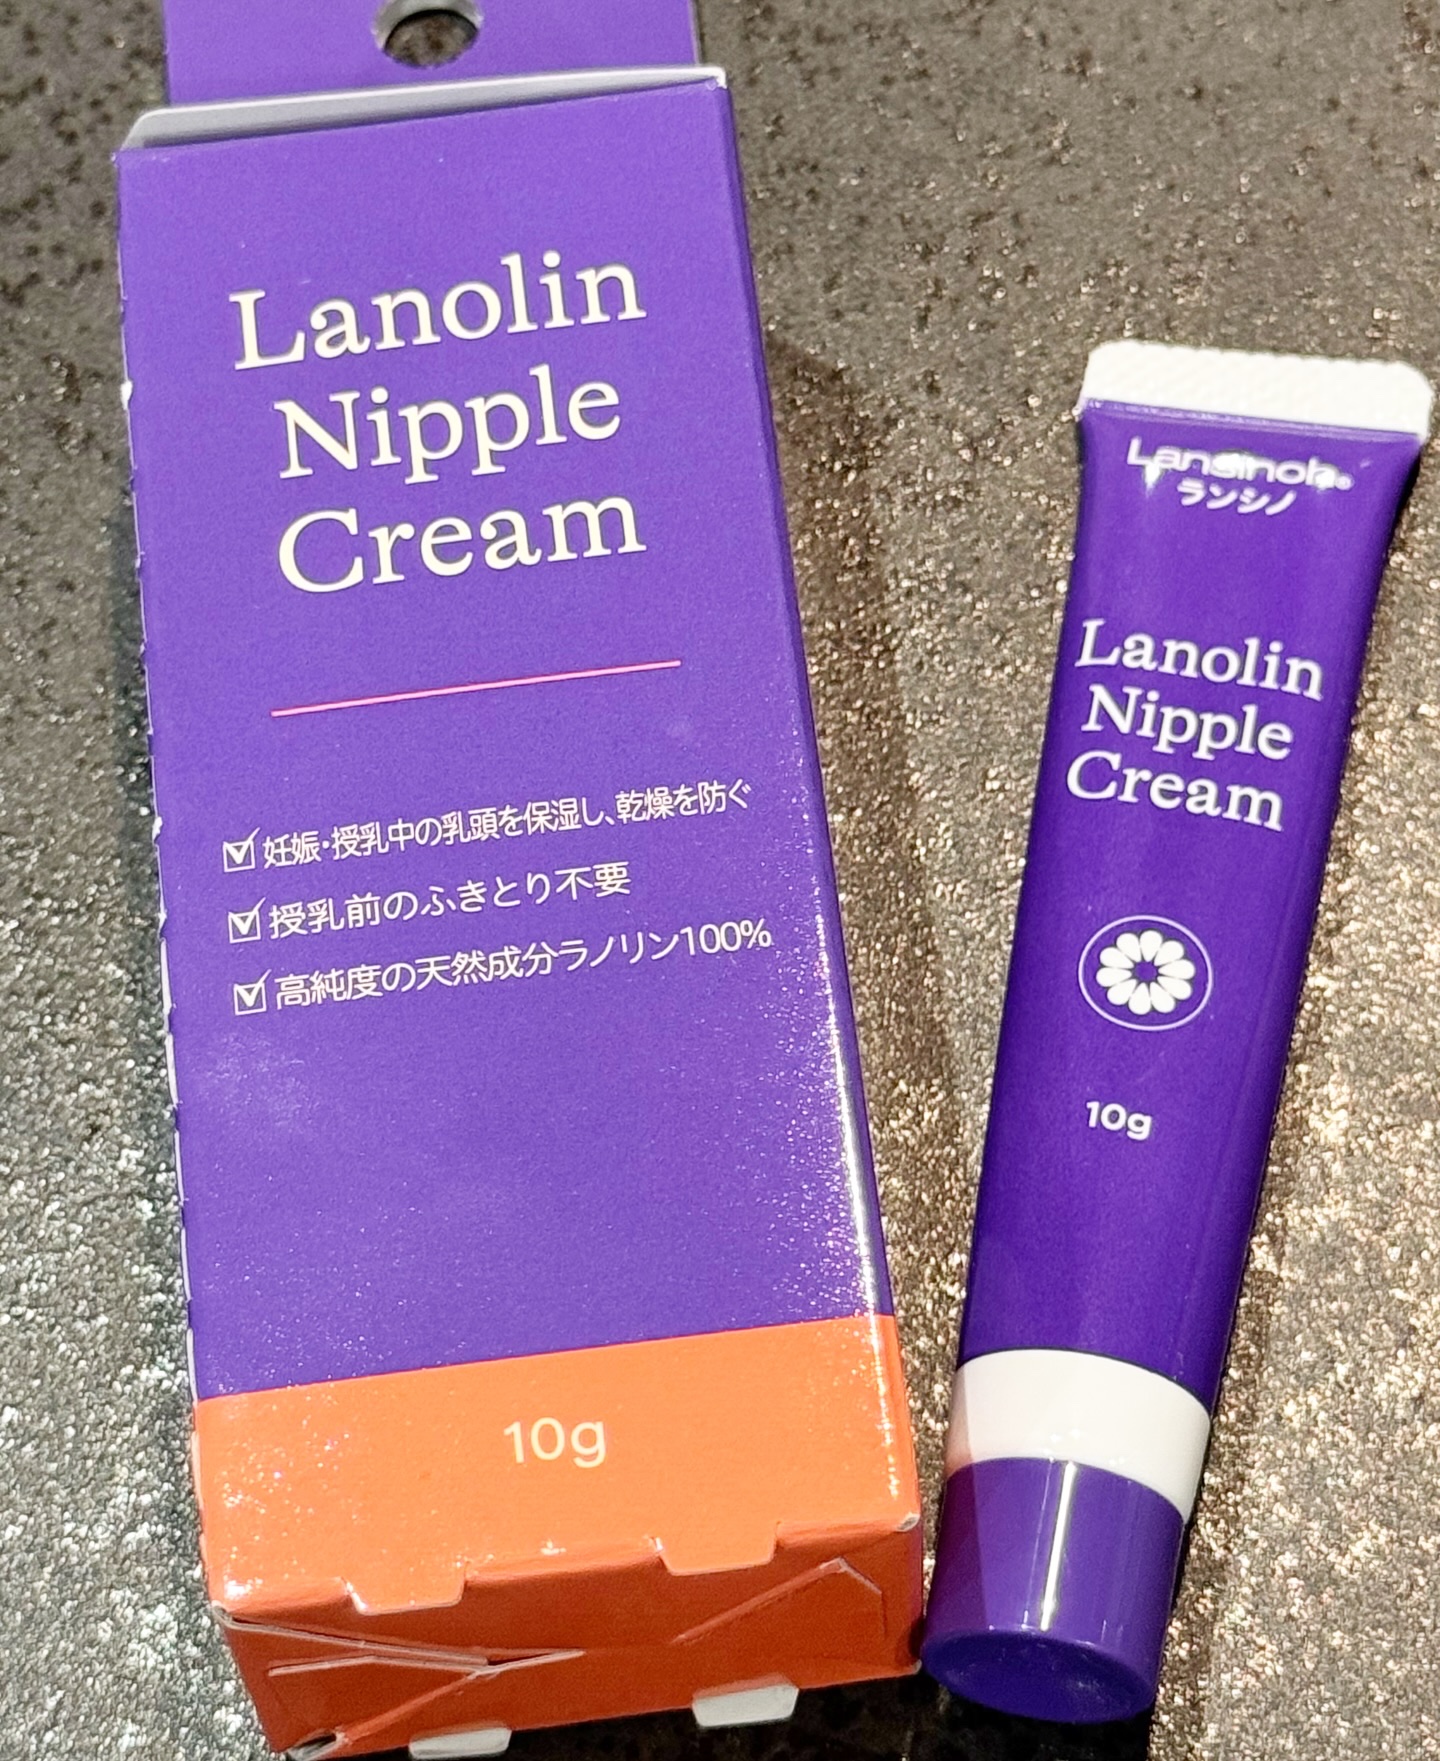 Lanolin
Nipple
Cream
妊娠・授乳中の乳頭を保湿し、乾燥を防ぐ
授乳前のふきとり不要
高純度の天然成分ラノリン100%
10g
Lansinoh®
ランシノ
Lanolin
Nipple
Cream
10g